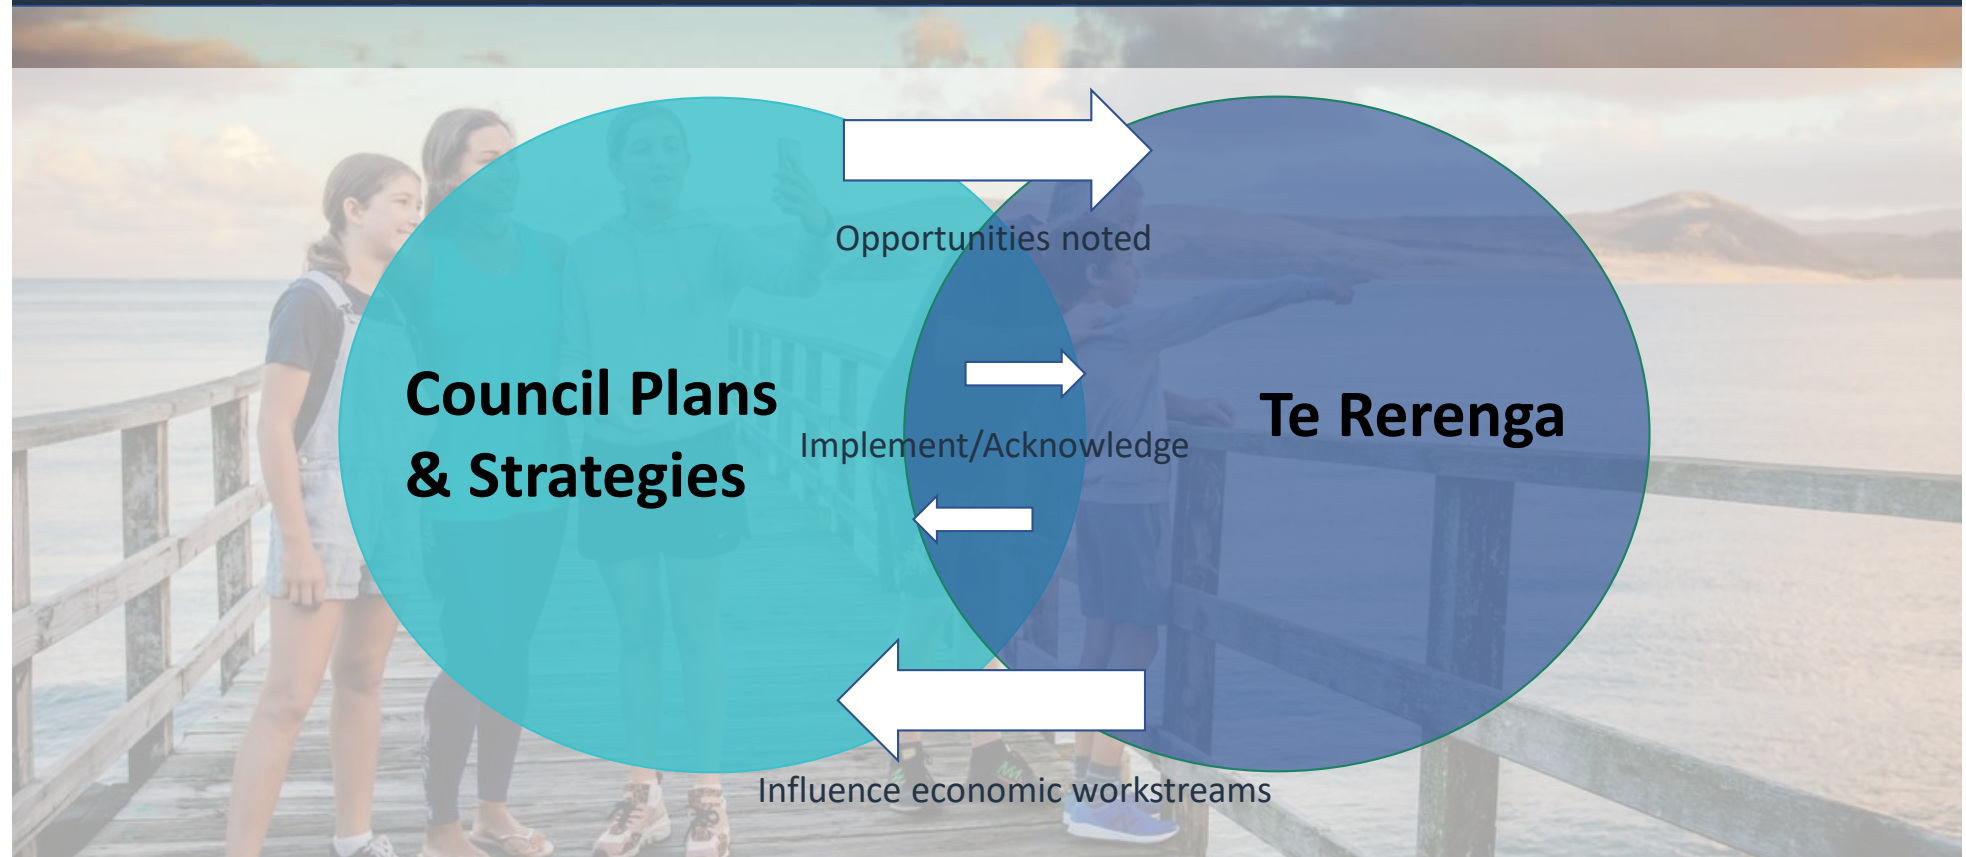 Opportunities noted
Council Plans
& Strategies
Implement/Acknowledge
Te Rerenga
Influence economic workstreams